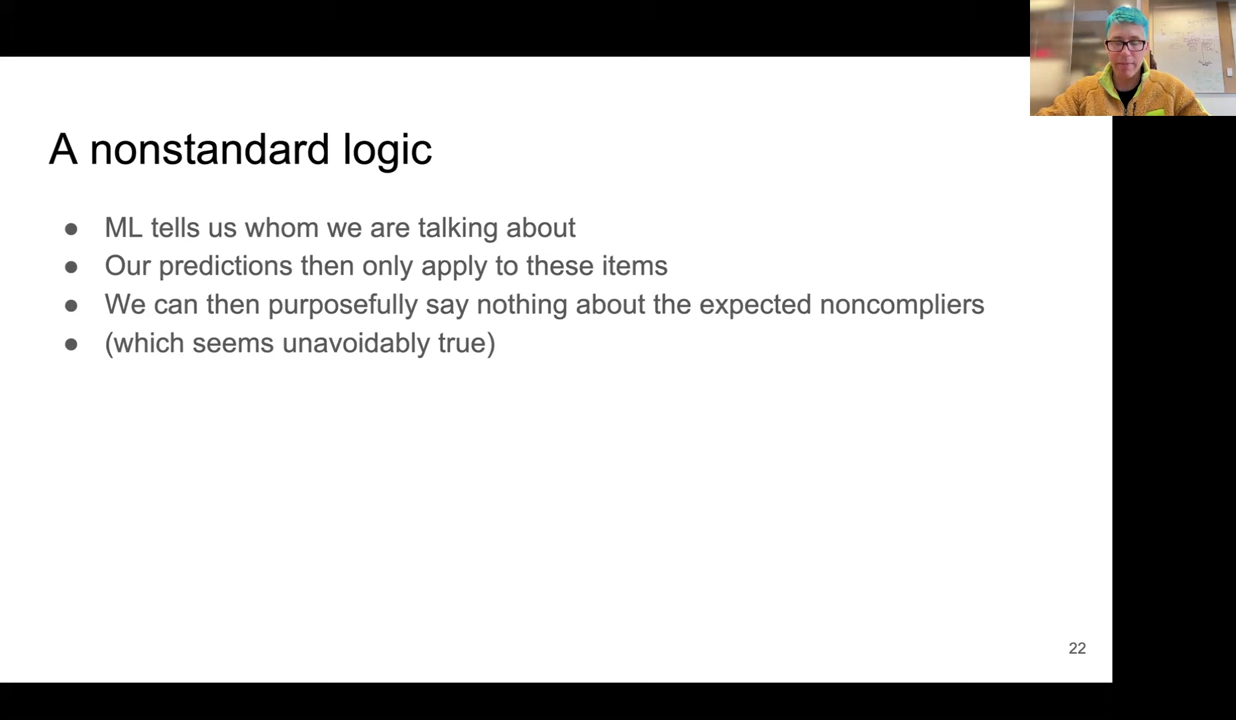 A nonstandard logic
● ML tells us whom we are talking about
● Our predictions then only apply to these items
● We can then purposefully say nothing about the expected noncompliers
● (which seems unavoidably true)
22